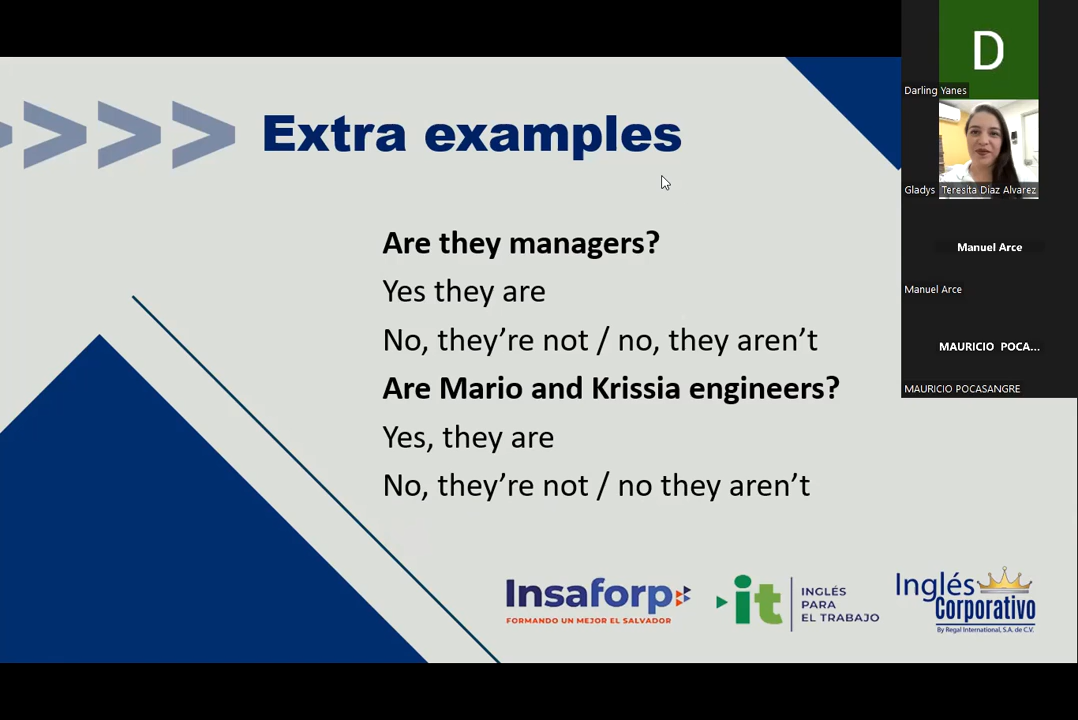 >>>>
Extra examples
Are they managers?
Yes they are
No, they’re not / no, they aren’t
Are Mario and Krissia engineers?
Yes, they are
No, they’re not / no they aren’t
Insaforp
FORMANDO UN MEJOR EL SALVADOR
it
INGLÉS
PARA
EL TRABAJO
Inglés
Corporativo
By Regal International, S.A. de C.V.
D
Darling Yanes
Gladys Teresita Diaz Alvarez
Manuel Arce
Manuel Arce
MAURICIO POCA...
MAURICIO POCASANGRE